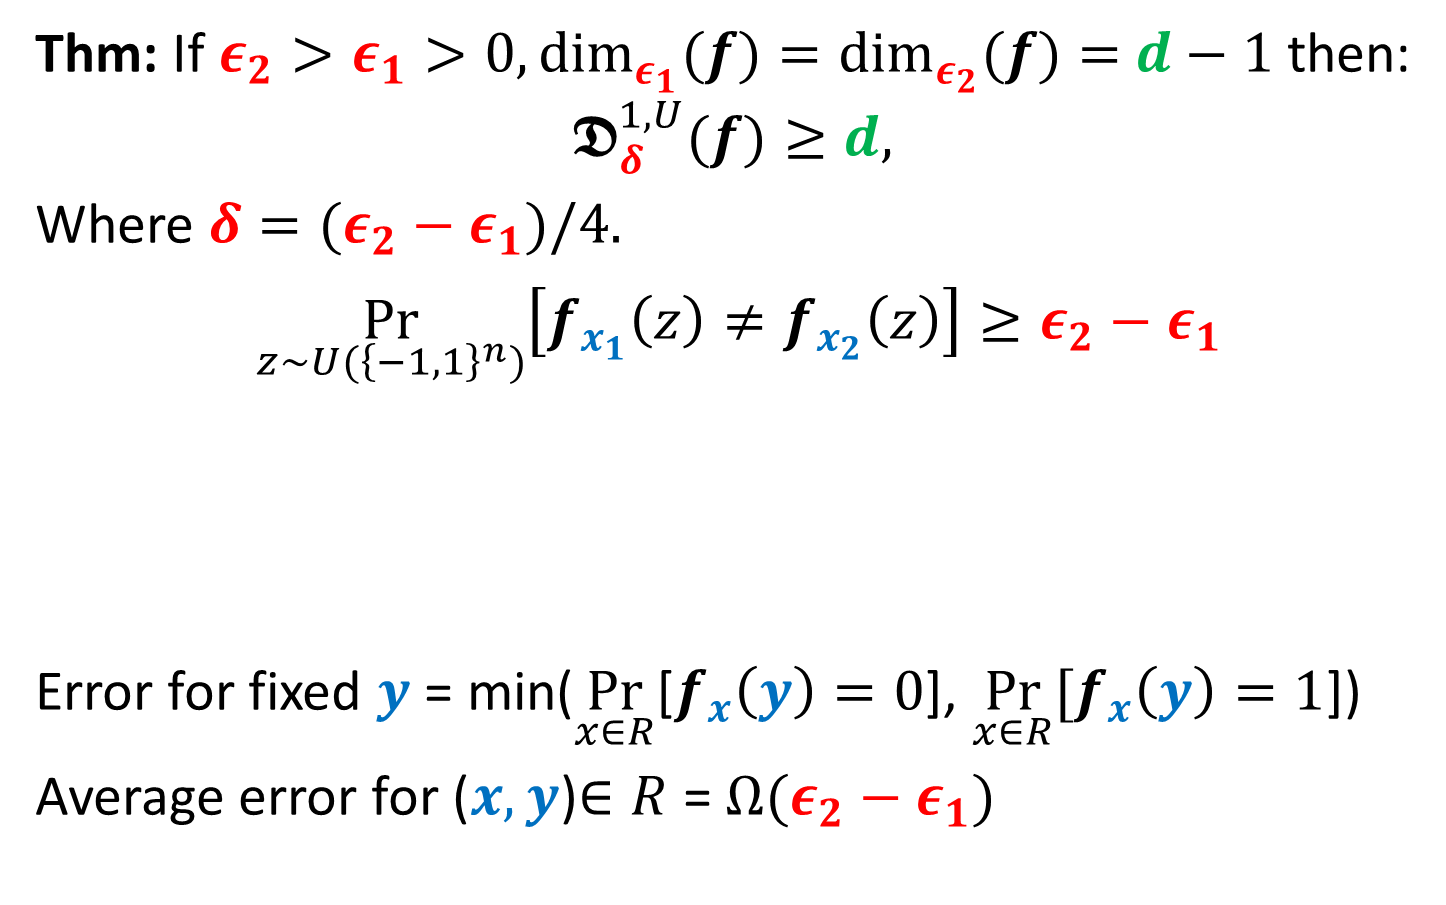 Thm: If ϵ₂ > ϵ₁ > 0, dim_ϵ₁(f) = dim_ϵ₂(f) = d − 1 then:
𝕯_δ^{1,U}(f) ≥ d,
Where δ = (ϵ₂ − ϵ₁)/4.
Pr_{z~U({−1,1}^n)}[f_{x₁}(z) ≠ f_{x₂}(z)] ≥ ϵ₂ − ϵ₁
Error for fixed y = min(Pr_{x∈R}[f_x(y) = 0], Pr_{x∈R}[f_x(y) = 1])
Average error for (x, y)∈ R = Ω(ϵ₂ − ϵ₁)